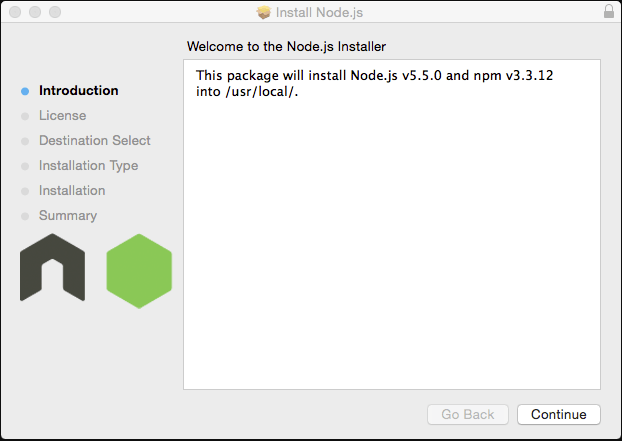 Install Node.js
Welcome to the Node.js Installer
Introduction
License
Destination Select
Installation Type
Installation
Summary
This package will install Node.js v5.5.0 and npm v3.3.12
into /usr/local/.
Go Back
Continue